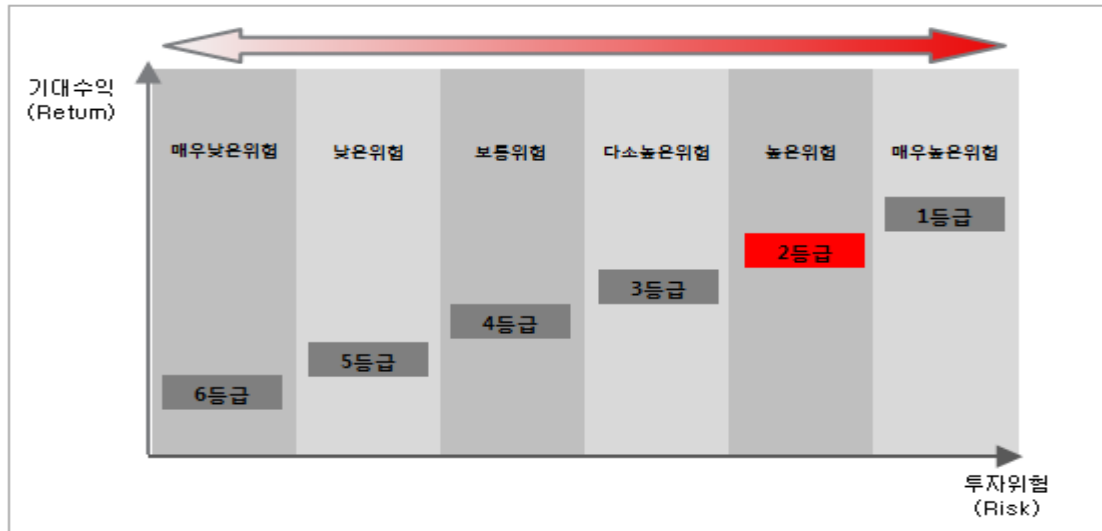 기대수익
(Return)
매우낮은위험 낮은위험 보통위험 다소높은위험 높은위험 매우높은위험
1등급
2등급
3등급
4등급
5등급
6등급
투자위험
(Risk)